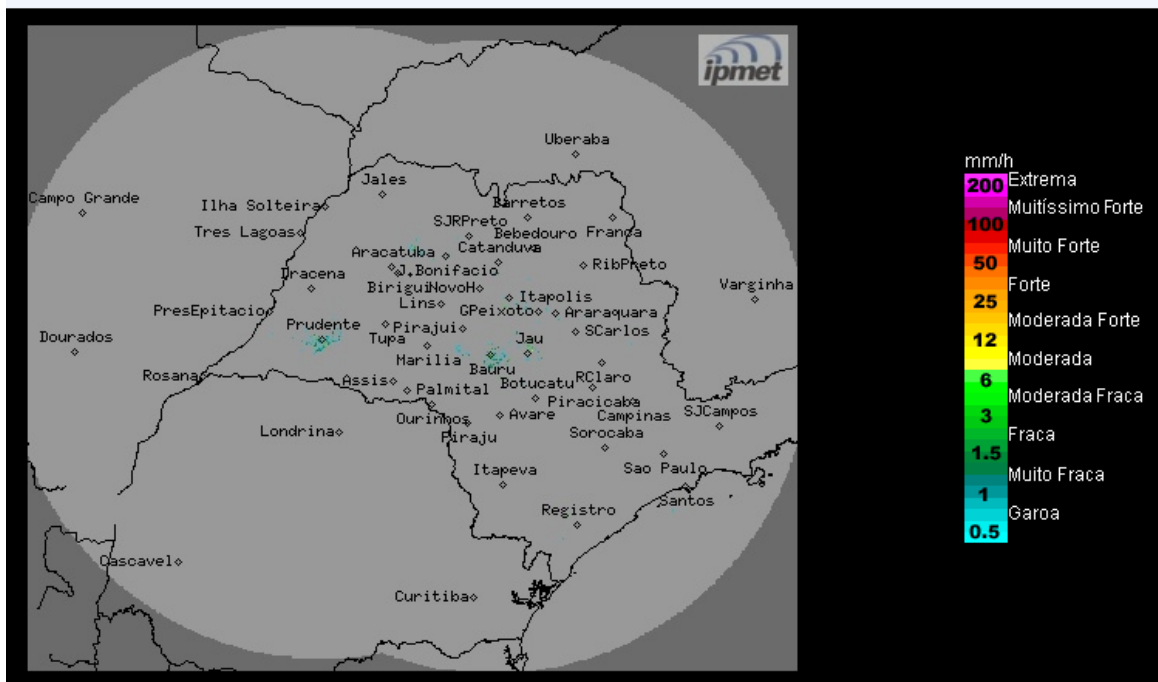 ipmet
Uberaba
Jales
Campo Grande
Ilha Solteira
Barretos
SJRPreto
Tres Lagoas
Bebedouro
Franca
Aracatuba
Catanduva
J.Bonifacio
RibPreto
Dracena
Birigui
NovoH
Varginha
Lins
Itapolis
PresEpitacio
GPeixoto
Araraquara
Prudente
Pirajui
SCarlos
Dourados
Tupa
Jau
Marilia
Bauru
Rosana
Assis
Botucatu
RClaro
Palmital
Piracicaba
Ourinhos
Avare
Campinas
SJCampos
Londrina
Piraju
Sorocaba
Itapeva
Sao Paulo
Santos
Registro
Cascavel
Curitiba
mm/h
200
Extrema
Muitíssimo Forte
100
Muito Forte
50
Forte
25
Moderada Forte
12
Moderada
6
Moderada Fraca
3
Fraca
1.5
Muito Fraca
1
Garoa
0.5